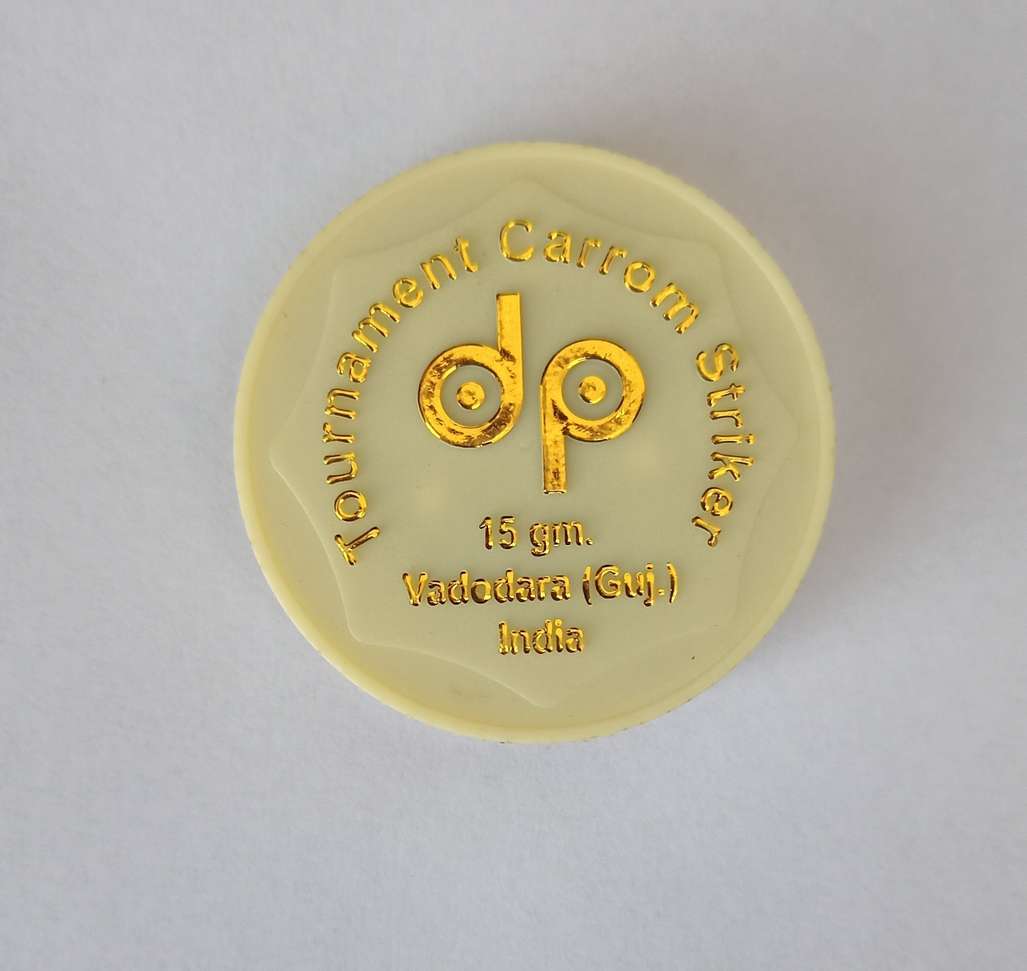 Tournament Carrom Striker
dp
15 gm.
Vadodara (Guj.)
India